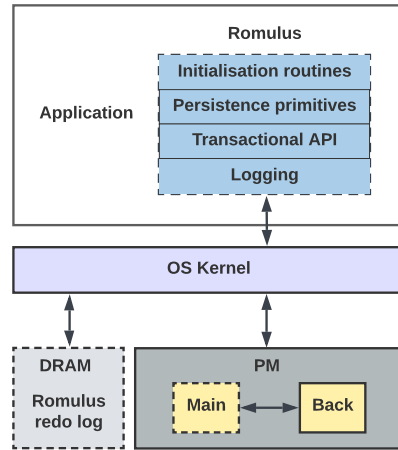 Romulus
Initialisation routines
Application
Persistence primitives
Transactional API
Logging
OS Kernel
DRAM
Romulus
redo log
PM
Main
Back